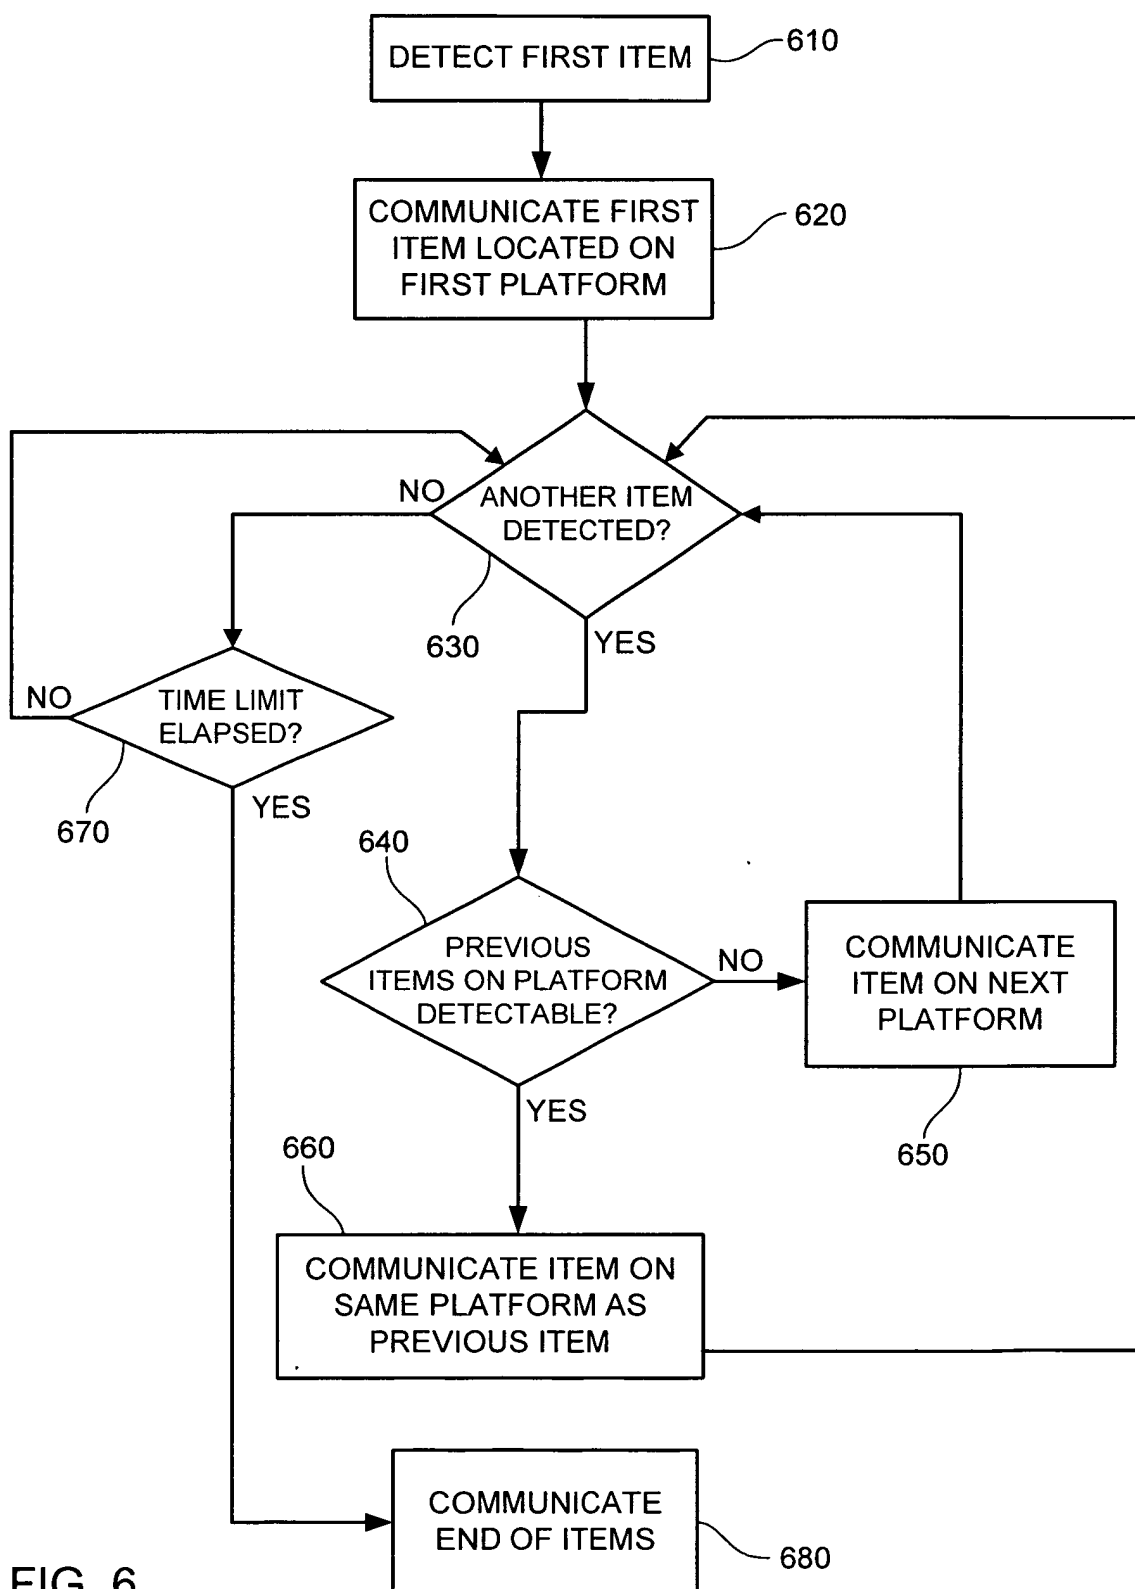 DETECT FIRST ITEM
610
COMMUNICATE FIRST
ITEM LOCATED ON
FIRST PLATFORM
620
NO
ANOTHER ITEM
DETECTED?
630
YES
NO
TIME LIMIT
ELAPSED?
670
YES
640
PREVIOUS
ITEMS ON PLATFORM
DETECTABLE?
NO
COMMUNICATE
ITEM ON NEXT
PLATFORM
650
YES
660
COMMUNICATE ITEM ON
SAME PLATFORM AS
PREVIOUS ITEM
COMMUNICATE
END OF ITEMS
680
FIG. 6